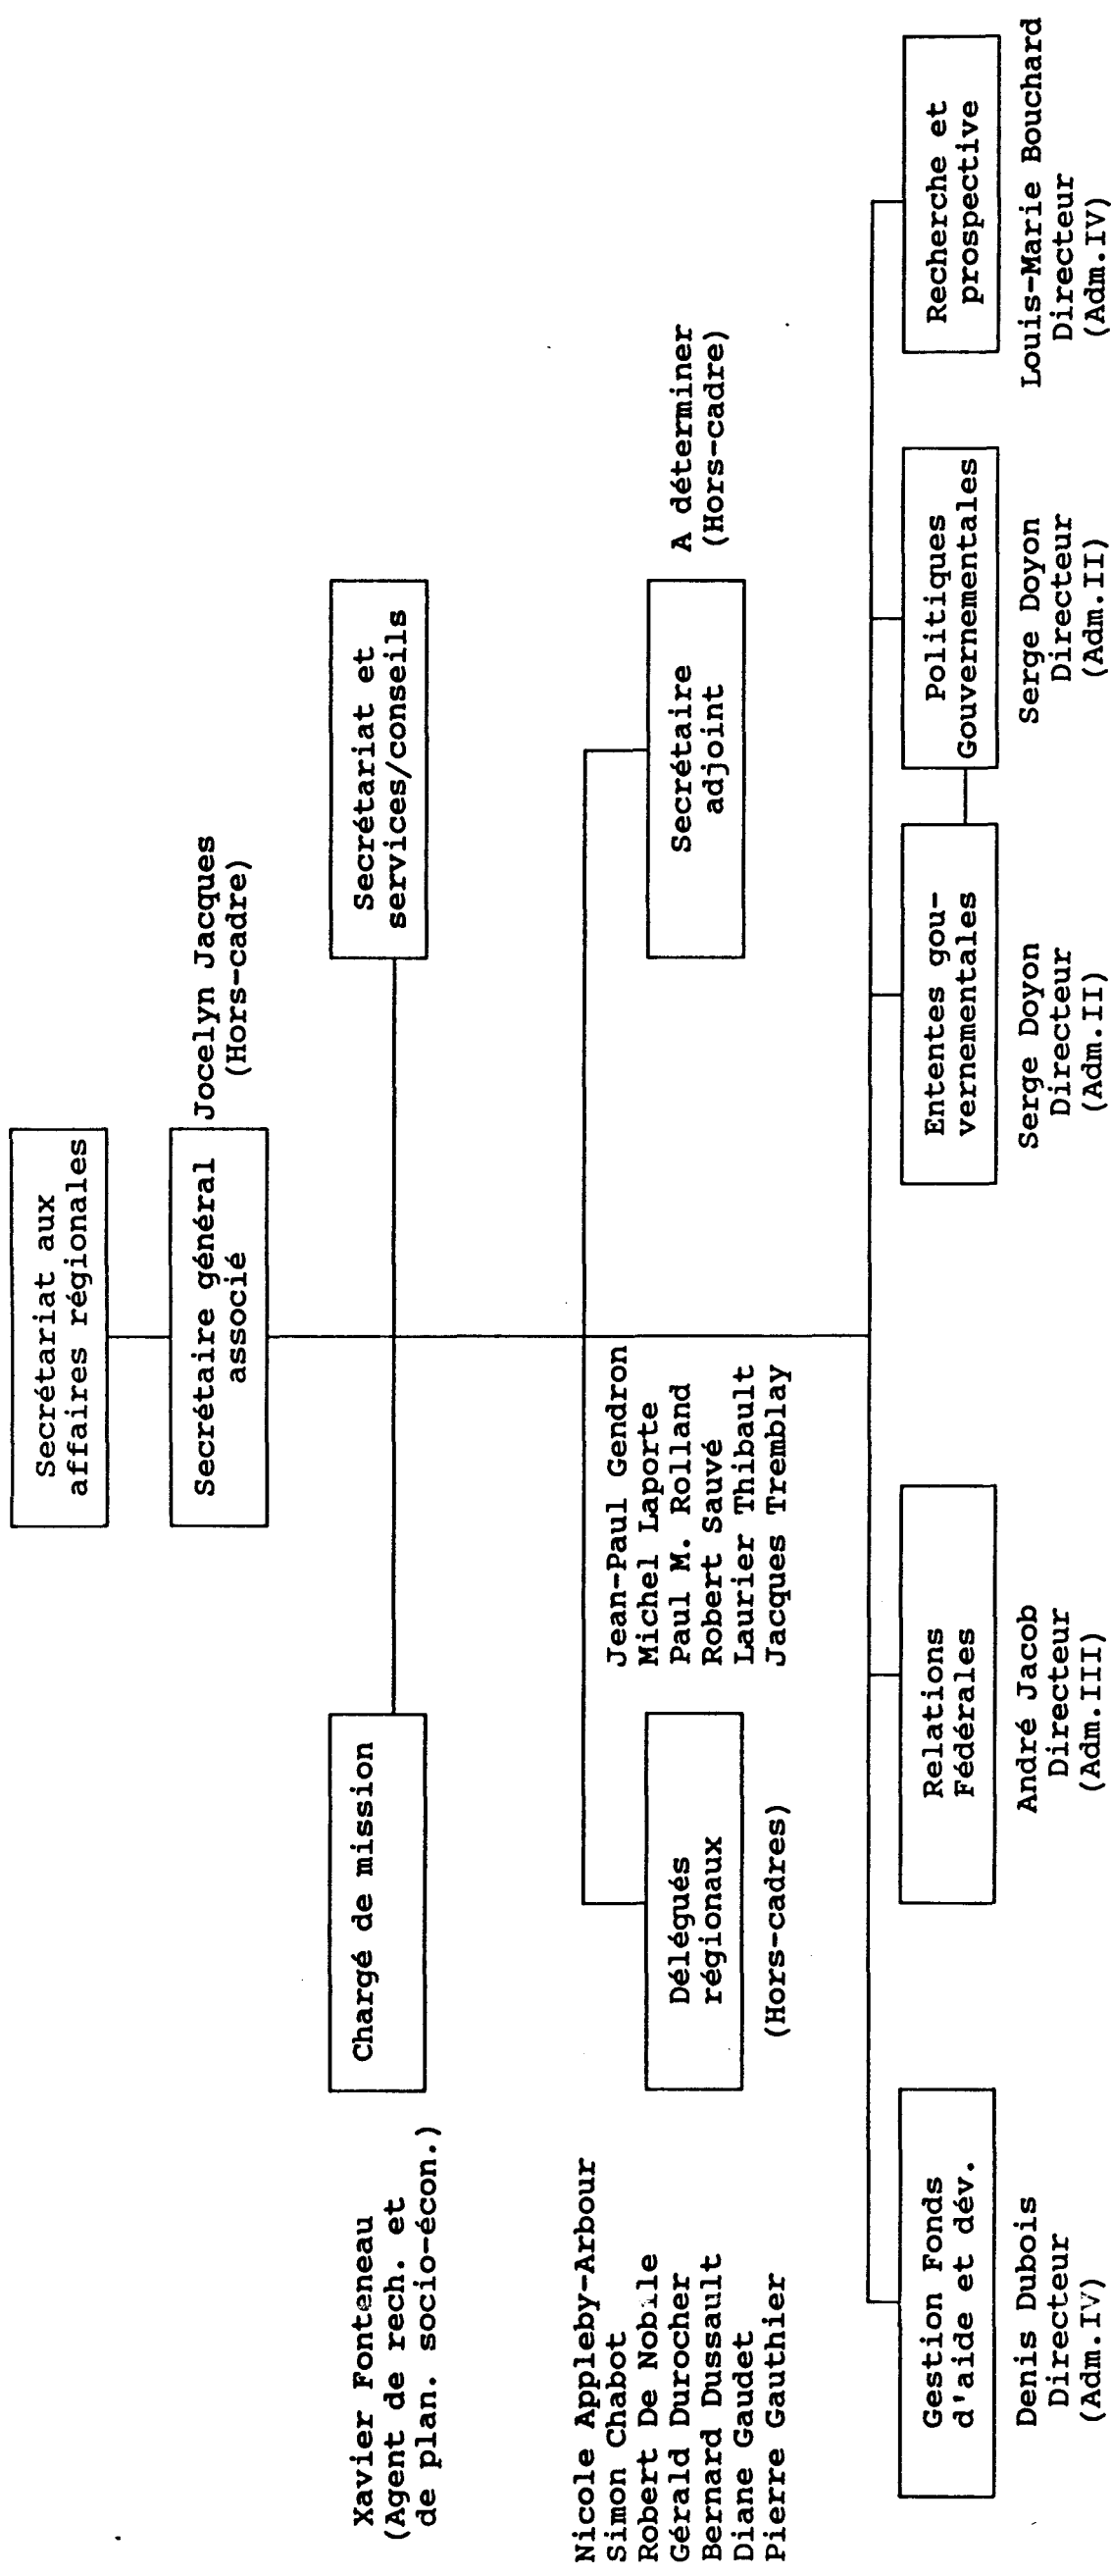 Secrétariat aux
affaires régionales
Secrétaire général
associé
Jocelyn Jacques
(Hors-cadre)
Xavier Fonteneau
(Agent de rech. et
de plan. socio-écon.)
Chargé de mission
Secrétariat et
services/conseils
Nicole Appleby-Arbour
Simon Chabot
Robert De Nobile
Gérald Durocher
Bernard Dussault
Diane Gaudet
Pierre Gauthier
Délégués
régionaux
(Hors-cadres)
Jean-Paul Gendron
Michel Laporte
Paul M. Rolland
Robert Sauvé
Laurier Thibault
Jacques Tremblay
Secrétaire
adjoint
A déterminer
(Hors-cadre)
Gestion Fonds
d'aide et dév.
Denis Dubois
Directeur
(Adm.IV)
Relations
Fédérales
André Jacob
Directeur
(Adm.III)
Ententes gou-
vernementales
Serge Doyon
Directeur
(Adm.II)
Politiques
Gouvernementales
Serge Doyon
Directeur
(Adm.II)
Recherche et
prospective
Louis-Marie Bouchard
Directeur
(Adm.IV)